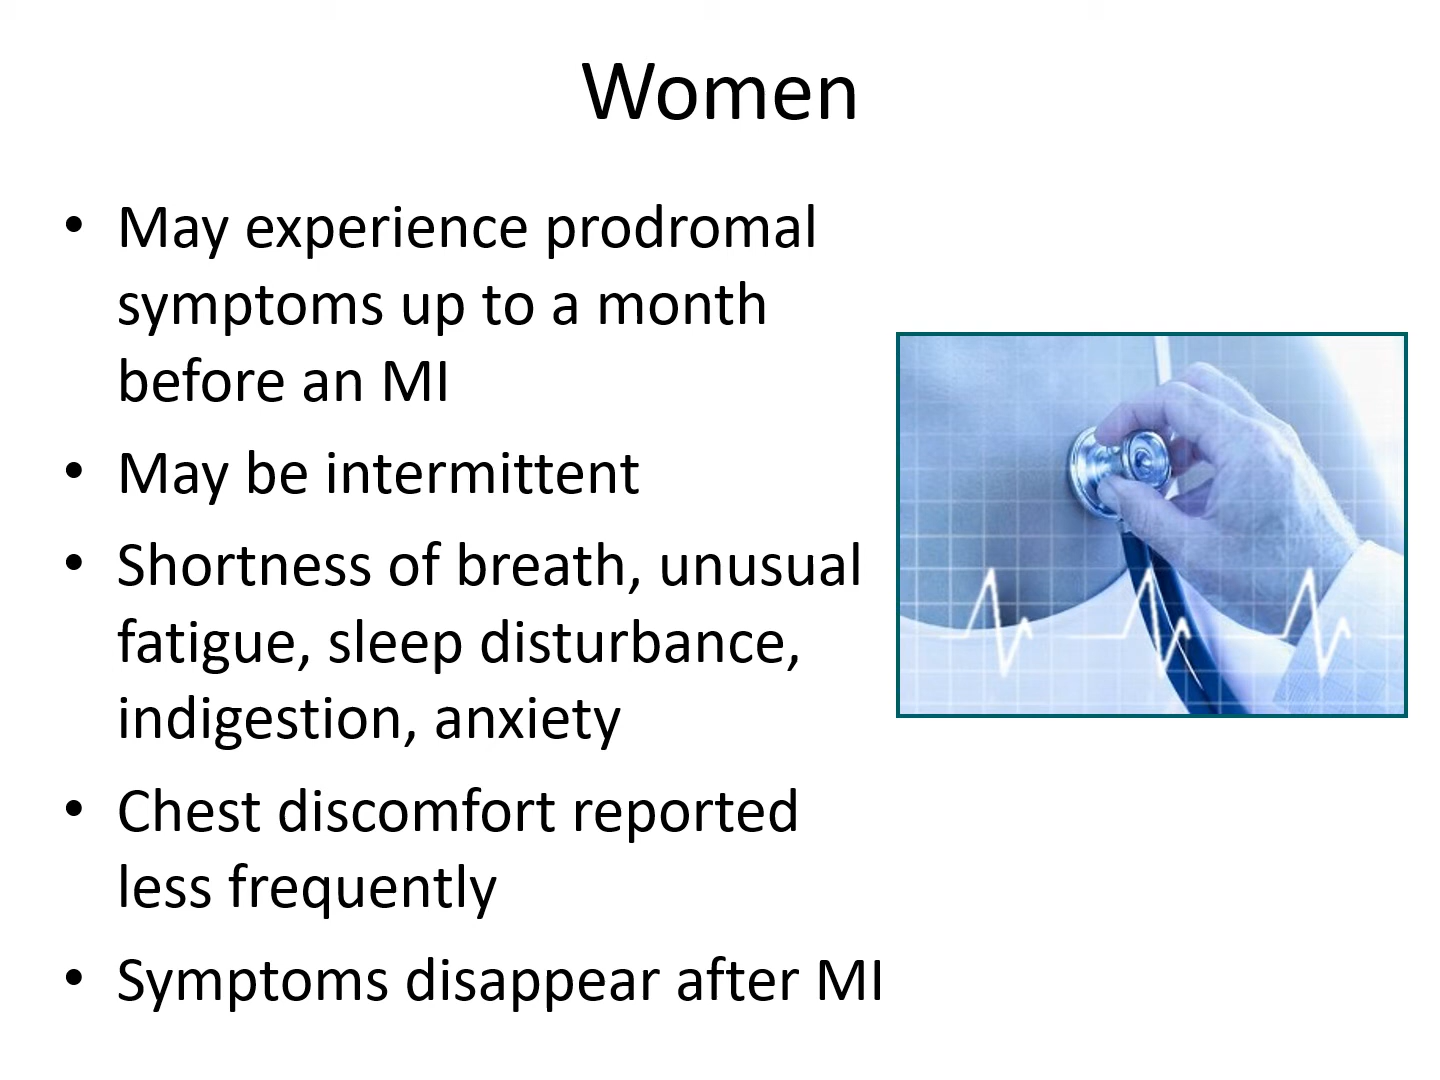 Women
• May experience prodromal
symptoms up to a month
before an MI
• May be intermittent
• Shortness of breath, unusual
fatigue, sleep disturbance,
indigestion, anxiety
• Chest discomfort reported
less frequently
• Symptoms disappear after MI